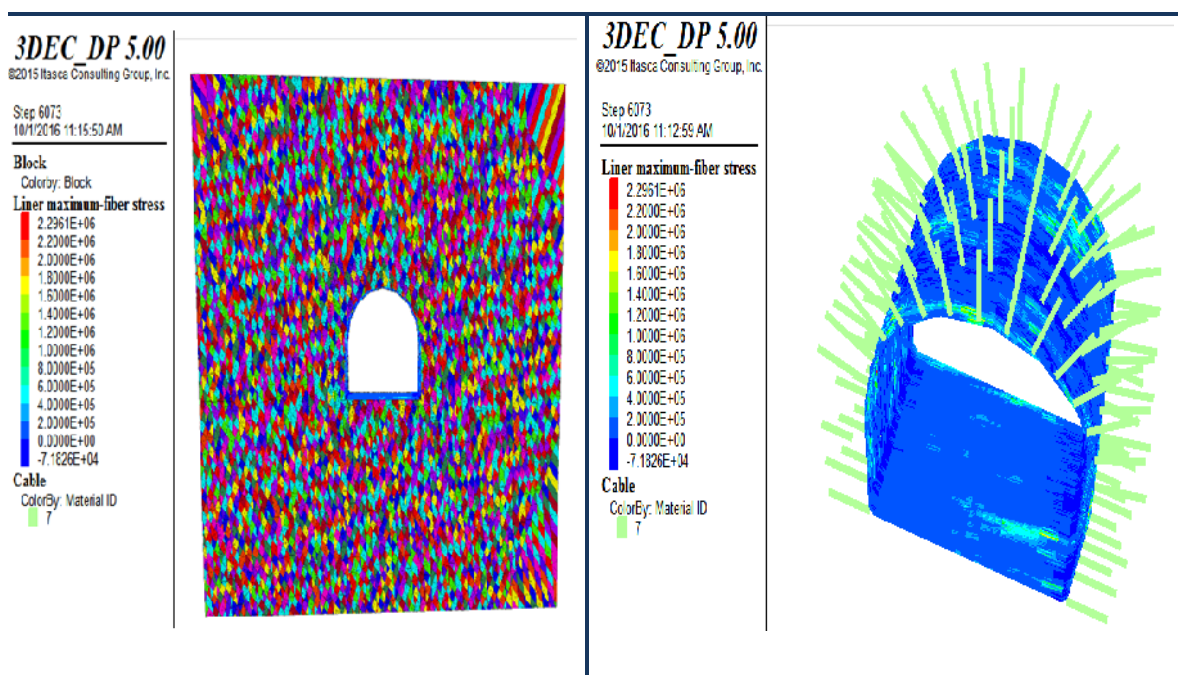 3DEC_DP 5.00
©2015 Itasca Consulting Group, Inc.
Step 6073
10/1/2016 11:15:50 AM
Block
Colorby: Block
Liner maximum-fiber stress
2.2961E+06
2.2000E+06
2.0000E+06
1.8000E+06
1.6000E+06
1.4000E+06
1.2000E+06
1.0000E+06
8.0000E+05
6.0000E+05
4.0000E+05
2.0000E+05
0.0000E+00
-7.1826E+04
Cable
ColorBy: Material ID
7
3DEC_DP 5.00
©2015 Itasca Consulting Group, Inc.
Step 6073
10/1/2016 11:12:59 AM
Liner maximum-fiber stress
2.2961E+06
2.2000E+06
2.0000E+06
1.8000E+06
1.6000E+06
1.4000E+06
1.2000E+06
1.0000E+06
8.0000E+05
6.0000E+05
4.0000E+05
2.0000E+05
0.0000E+00
-7.1826E+04
Cable
ColorBy: Material ID
7